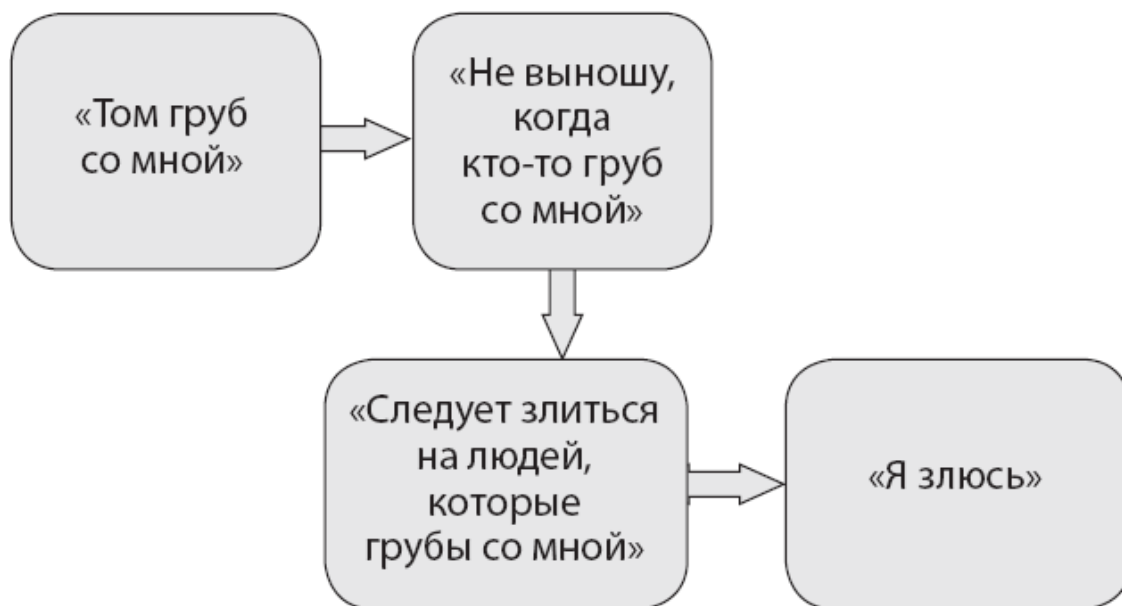 «Том груб
со мной»
«Не выношу,
когда
кто-то груб
со мной»
«Следует злиться
на людей,
которые
грубы со мной»
«Я злюсь»